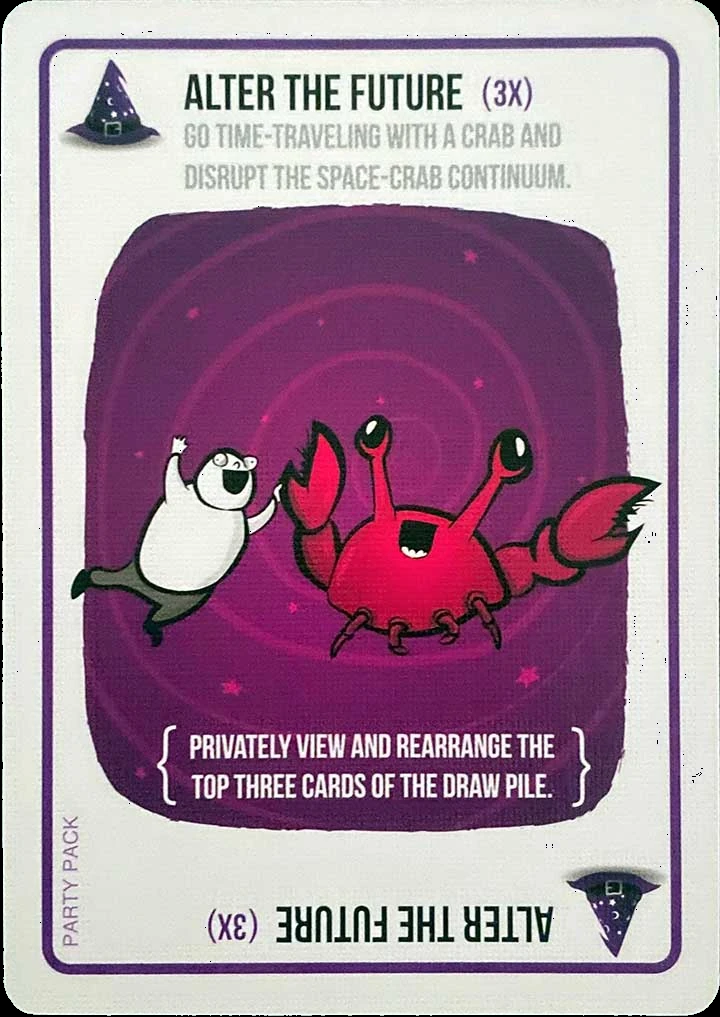 ALTER THE FUTURE (3X)
GO TIME-TRAVELING WITH A CRAB AND
DISRUPT THE SPACE-CRAB CONTINUUM.
PRIVATELY VIEW AND REARRANGE THE
TOP THREE CARDS OF THE DRAW PILE.
PARTY PACK
ALTER THE FUTURE (3X)